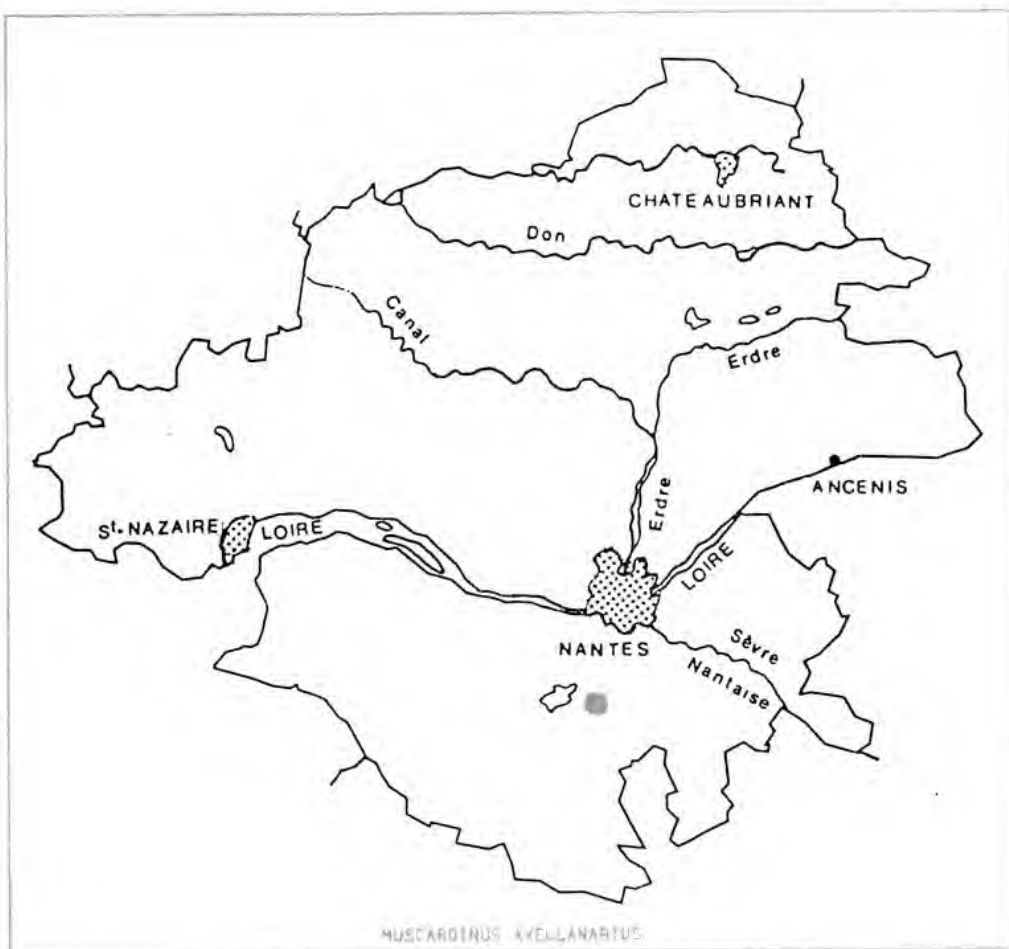 CHATEAUBRIANT
Don
Canal
Erdre
ANCENIS
Erdre
St. NAZAIRE
LOIRE
LOIRE
NANTES
Sèvre
Nantaise
MUSCARDINUS AVELLANARIUS